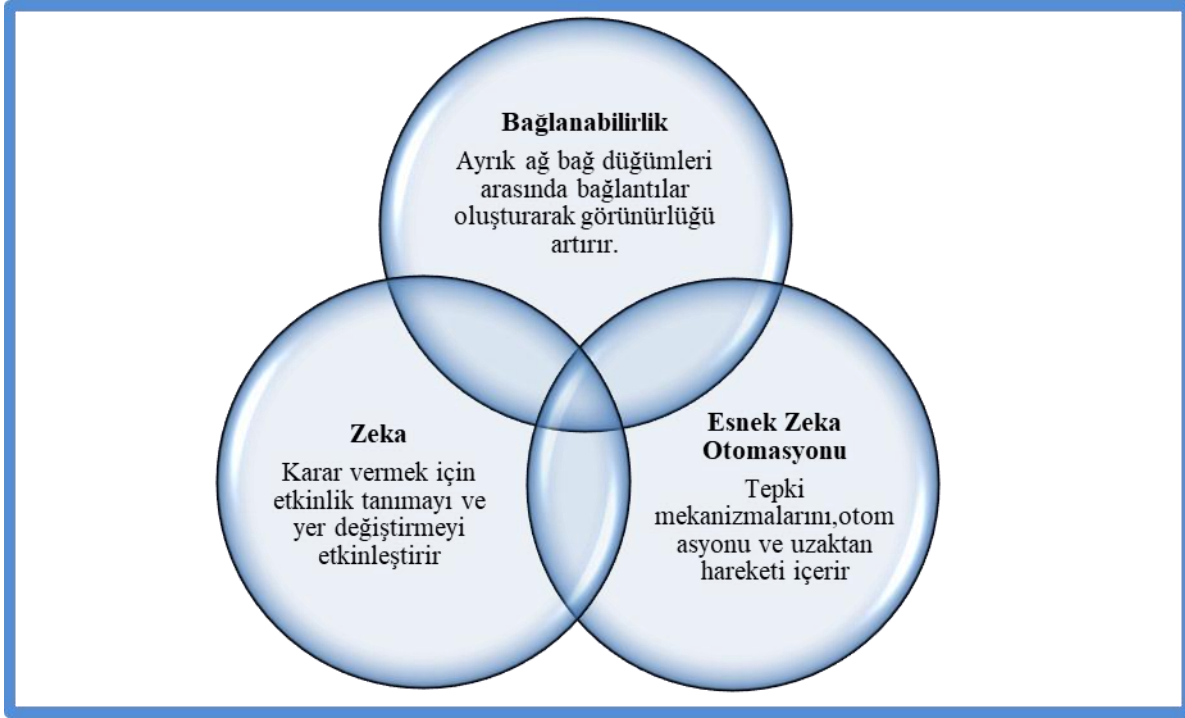 Bağlanabilirlik
Ayrık ağ bağ düğümleri
arasında bağlantılar
oluşturarak görünürlüğü
artırır.
Zeka
Karar vermek için
etkinlik tanımayı ve
yer değiştirmeyi
etkinleştirir
Esnek Zeka
Otomasyonu
Tepki
mekanizmalarını,otom
asyonu ve uzaktan
hareketi içerir